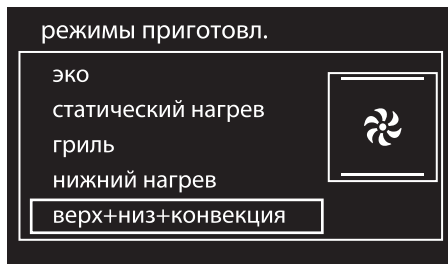 режимы приготовл.
эко
статический нагрев
гриль
нижний нагрев
верх+низ+конвекция